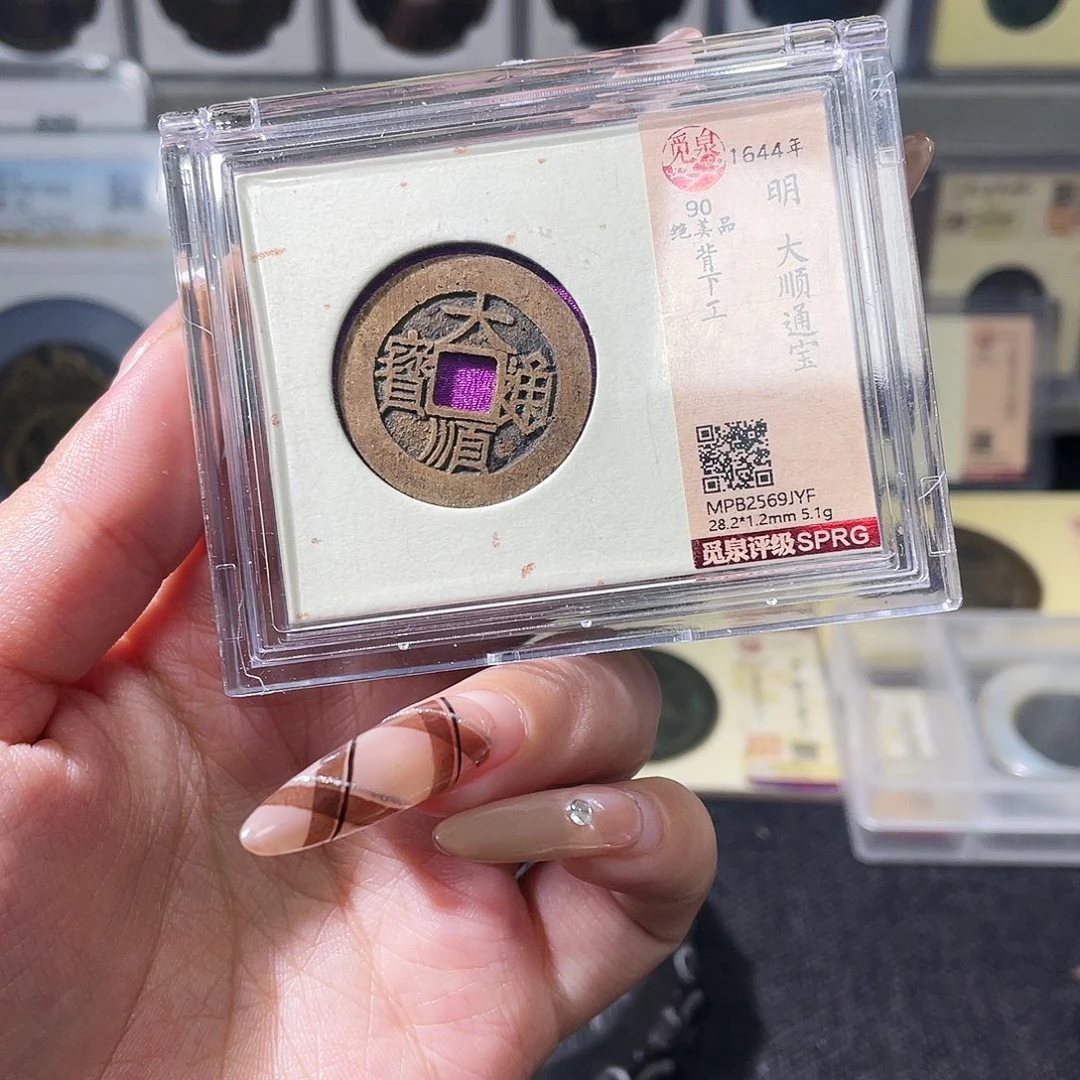 大順通寶
觅泉
1644年
明 大顺通宝
90
绝美品
背下工
MPB2569JYF
28.2*1.2mm 5.1g
觅泉评级SPRG